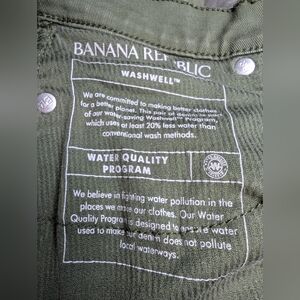 BANANA REPUBLIC
WASHWELL™
We are committed to making better clothes
for a better planet. This pair of denim is part
of our water-saving Washwell™ Program,
which uses at least 20% less water than
conventional wash methods.
WATER QUALITY
PROGRAM
We believe in fighting water pollution in the
places we make our clothes. Our Water
Quality Program is designed to ensure water
used to make our denim does not pollute
local waterways.